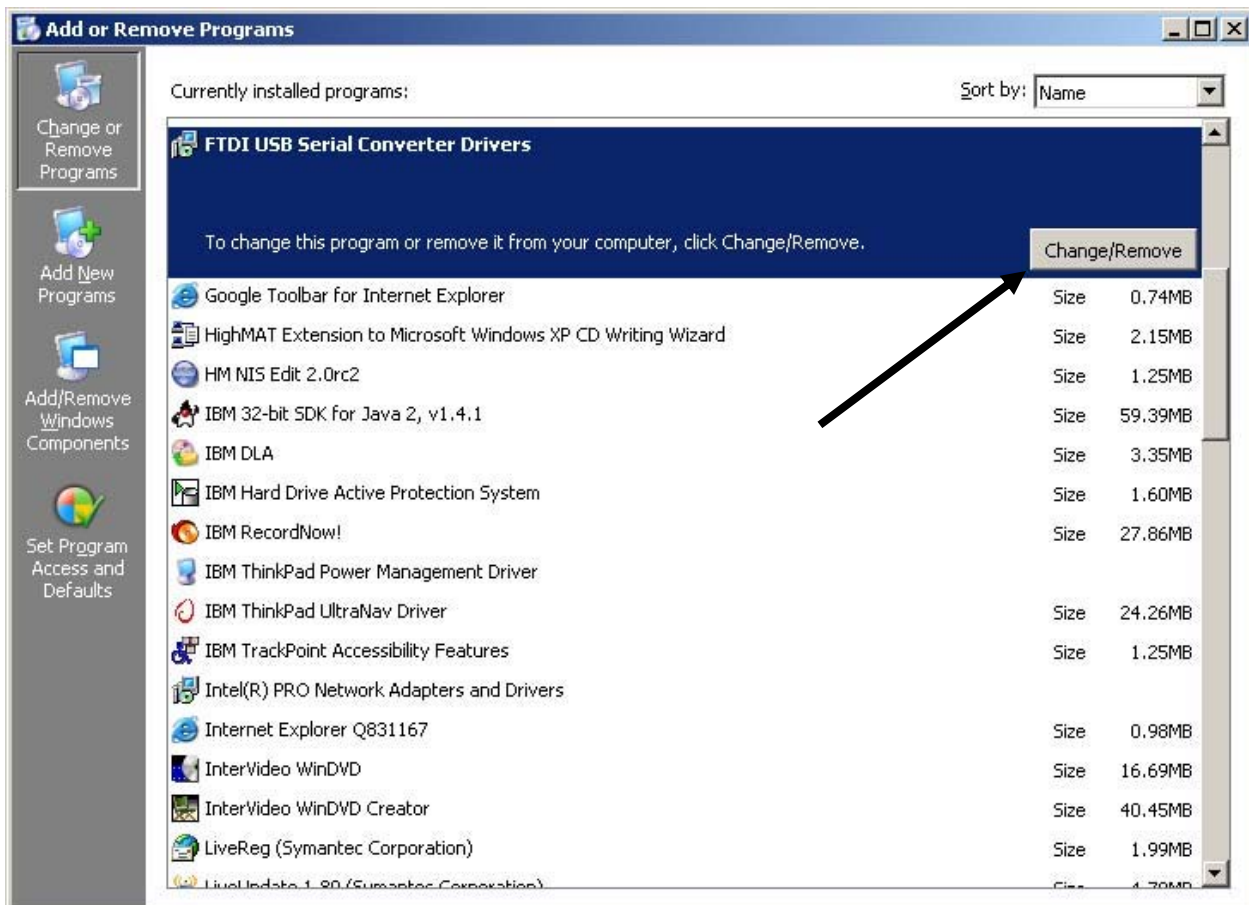 Add or Remove Programs
Change or
Remove
Programs
Add New
Programs
Add/Remove
Windows
Components
Set Program
Access and
Defaults
Currently installed programs:
Sort by: Name
FTDI USB Serial Converter Drivers
To change this program or remove it from your computer, click Change/Remove.
Change/Remove
Google Toolbar for Internet Explorer Size 0.74MB
HighMAT Extension to Microsoft Windows XP CD Writing Wizard Size 2.15MB
HM NIS Edit 2.0rc2 Size 1.25MB
IBM 32-bit SDK for Java 2, v1.4.1 Size 59.39MB
IBM DLA Size 3.35MB
IBM Hard Drive Active Protection System Size 1.60MB
IBM RecordNow! Size 27.86MB
IBM ThinkPad Power Management Driver
IBM ThinkPad UltraNav Driver Size 24.26MB
IBM TrackPoint Accessibility Features Size 1.25MB
Intel(R) PRO Network Adapters and Drivers
Internet Explorer Q831167 Size 0.98MB
InterVideo WinDVD Size 16.69MB
InterVideo WinDVD Creator Size 40.45MB
LiveReg (Symantec Corporation) Size 1.99MB
LiveUpdate 1.80 (Symantec Corporation) Size